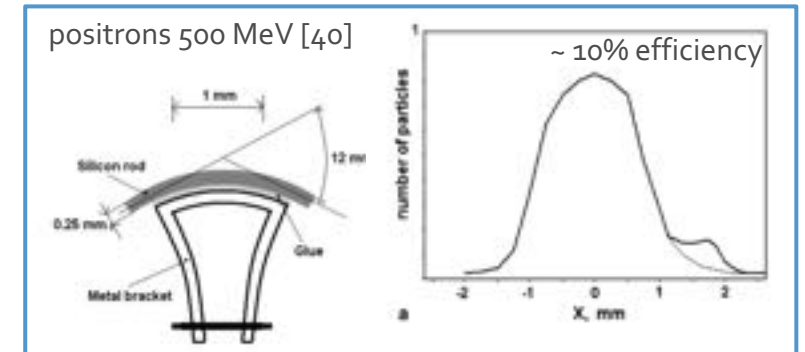 positrons 500 MeV [40]
~ 10% efficiency
1 mm
Silicon rod
12 mr
0.25 mm
Glue
Metal bracket
1
number of particles
-2 -1 0 1 2
a
X, mm